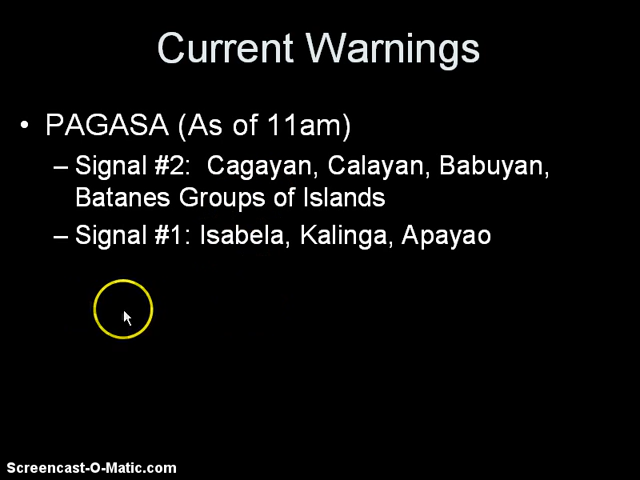 Current Warnings
• PAGASA (As of 11am)
– Signal #2:  Cagayan, Calayan, Babuyan,
Batanes Groups of Islands
– Signal #1: Isabela, Kalinga, Apayao
Screencast-O-Matic.com